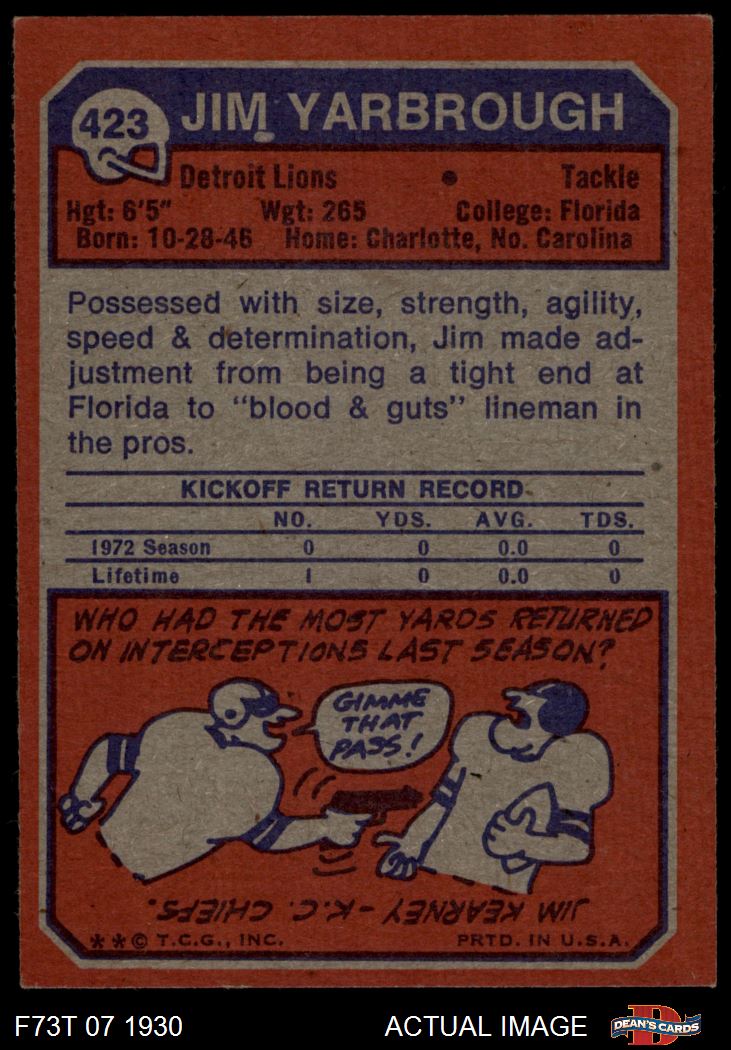 423 JIM YARBROUGH
Detroit Lions • Tackle
Hgt: 6'5" Wgt: 265 College: Florida
Born: 10-28-46 Home: Charlotte, No. Carolina
Possessed with size, strength, agility,
speed & determination, Jim made ad-
justment from being a tight end at
Florida to "blood & guts" lineman in
the pros.
KICKOFF RETURN RECORD
NO. YDS. AVG. TDS.
1972 Season 0 0 0.0 0
Lifetime 1 0 0.0 0
WHO HAD THE MOST YARDS RETURNED
ON INTERCEPTIONS LAST SEASON?
GIMME
THAT
PASS!
JIM KEARNEY - K.C. CHIEFS.
**© T.C.G., INC. PRTD. IN U.S.A.
F73T 07 1930 ACTUAL IMAGE
D
DEAN'S CARDS